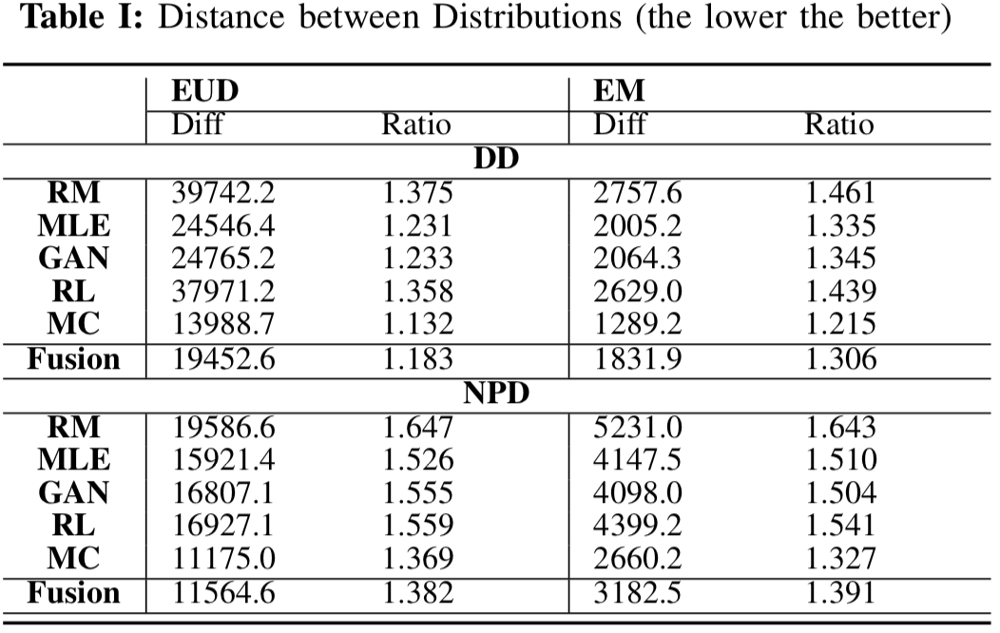 Table I: Distance between Distributions (the lower the better)
EUD EM
Diff Ratio Diff Ratio
DD
RM 39742.2 1.375 2757.6 1.461
MLE 24546.4 1.231 2005.2 1.335
GAN 24765.2 1.233 2064.3 1.345
RL 37971.2 1.358 2629.0 1.439
MC 13988.7 1.132 1289.2 1.215
Fusion 19452.6 1.183 1831.9 1.306
NPD
RM 19586.6 1.647 5231.0 1.643
MLE 15921.4 1.526 4147.5 1.510
GAN 16807.1 1.555 4098.0 1.504
RL 16927.1 1.559 4399.2 1.541
MC 11175.0 1.369 2660.2 1.327
Fusion 11564.6 1.382 3182.5 1.391